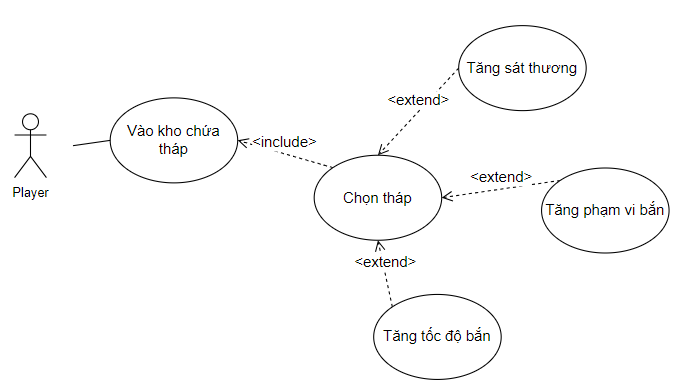 Tăng sát thương
<extend>
Vào kho chứa
tháp
<include>
<extend>
Player
Chọn tháp
Tăng phạm vi bắn
<extend>
Tăng tốc độ bắn